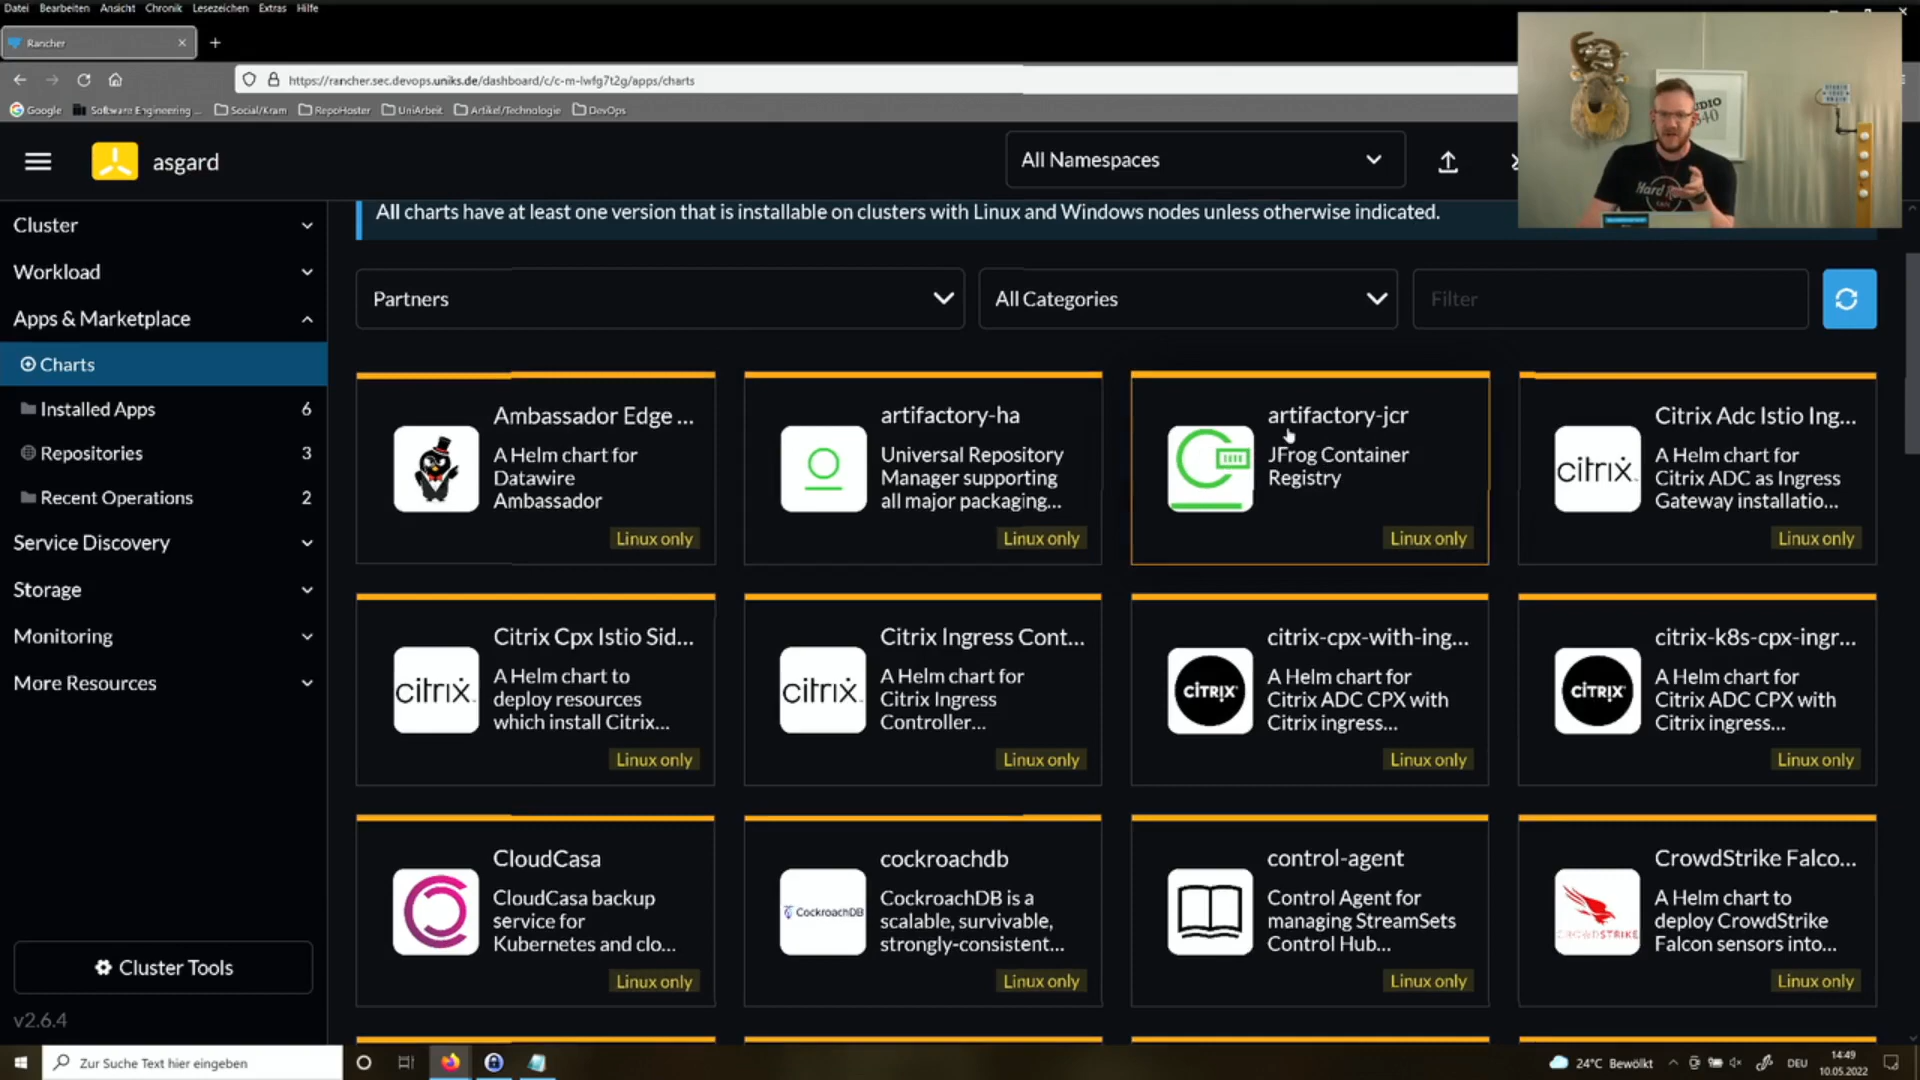 Datei Bearbeiten Ansicht Chronik Lesezeichen Extras Hilfe
Rancher
https://rancher.sec.devops.uniks.de/dashboard/c/c-m-lwfg7t2g/apps/charts
Google Software Engineering ... Social/Kram RepoHoster UniArbeit Artikel/Technologie DevOps
asgard
All Namespaces
All charts have at least one version that is installable on clusters with Linux and Windows nodes unless otherwise indicated.
Cluster
Workload
Apps & Marketplace
Charts
Installed Apps 6
Repositories 3
Recent Operations 2
Service Discovery
Storage
Monitoring
More Resources
Cluster Tools
v2.6.4
Partners
All Categories
Filter
Ambassador Edge ...
A Helm chart for
Datawire
Ambassador
Linux only
artifactory-ha
Universal Repository
Manager supporting
all major packaging...
Linux only
artifactory-jcr
JFrog Container
Registry
Linux only
citrix
Citrix Adc Istio Ing...
A Helm chart for
Citrix ADC as Ingress
Gateway installatio...
Linux only
citrix
Citrix Cpx Istio Sid...
A Helm chart to
deploy resources
which install Citrix...
Linux only
citrix
Citrix Ingress Cont...
A Helm chart for
Citrix Ingress
Controller...
Linux only
citrix
citrix-cpx-with-ing...
A Helm chart for
Citrix ADC CPX with
Citrix ingress...
Linux only
citrix
citrix-k8s-cpx-ingr...
A Helm chart for
Citrix ADC CPX with
Citrix ingress...
Linux only
CloudCasa
CloudCasa backup
service for
Kubernetes and clo...
Linux only
CockroachDB
cockroachdb
CockroachDB is a
scalable, survivable,
strongly-consistent...
Linux only
control-agent
Control Agent for
managing StreamSets
Control Hub...
Linux only
CROWDSTRIKE
CrowdStrike Falco...
A Helm chart to
deploy CrowdStrike
Falcon sensors into...
Linux only
Zur Suche Text hier eingeben
24°C Bewölkt
DEU
14:49
10.05.2022